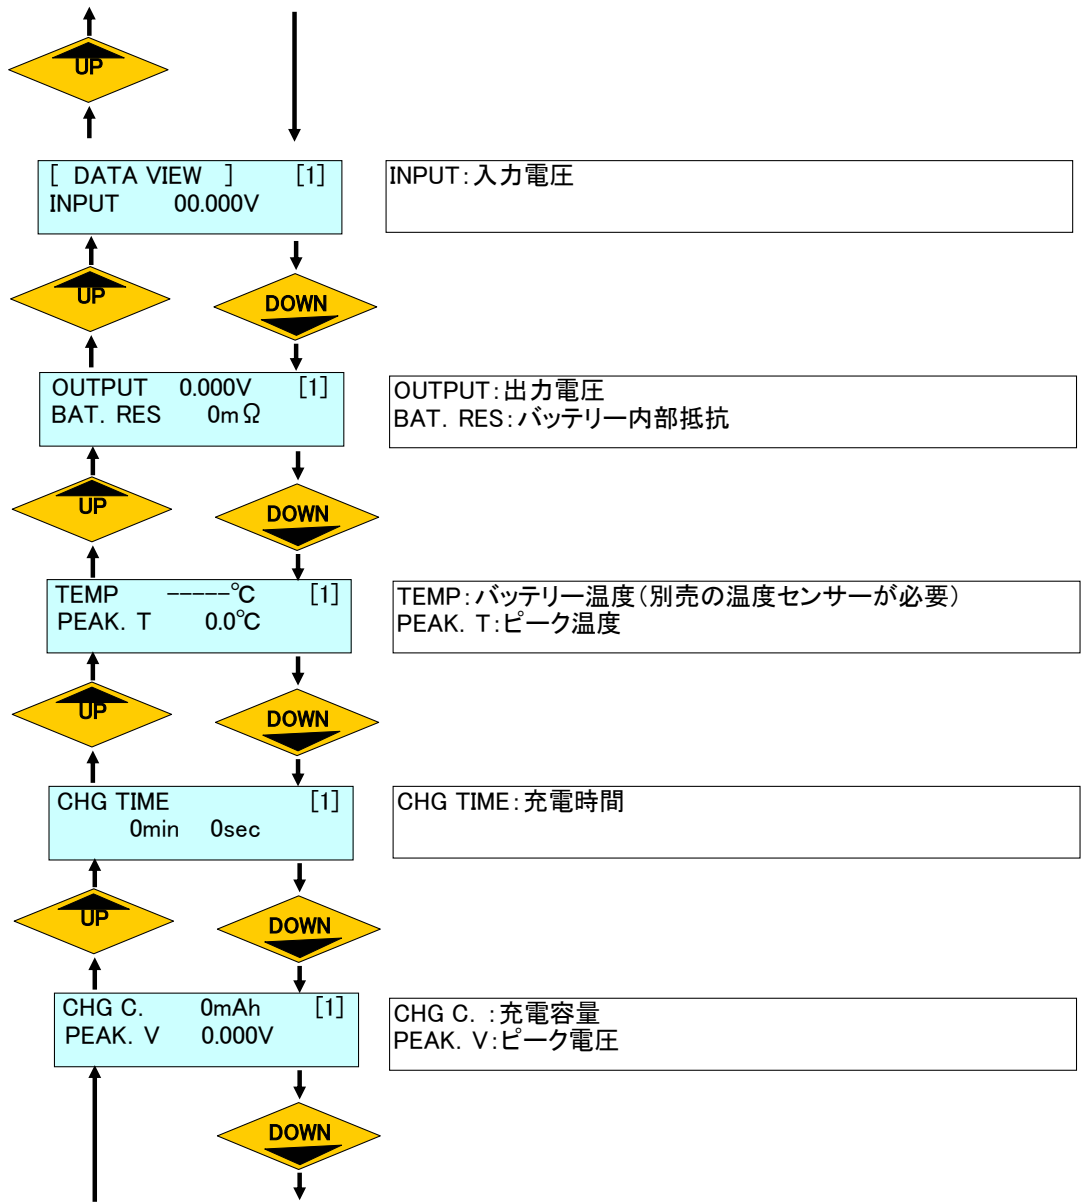 UP
[ DATA VIEW ] [1]
INPUT 00.000V
INPUT:入力電圧
UP
DOWN
OUTPUT 0.000V [1]
BAT. RES 0mΩ
OUTPUT:出力電圧
BAT. RES:バッテリー内部抵抗
UP
DOWN
TEMP -----℃ [1]
PEAK. T 0.0℃
TEMP:バッテリー温度(別売の温度センサーが必要)
PEAK. T:ピーク温度
UP
DOWN
CHG TIME [1]
0min 0sec
CHG TIME:充電時間
UP
DOWN
CHG C. 0mAh [1]
PEAK. V 0.000V
CHG C. :充電容量
PEAK. V:ピーク電圧
DOWN